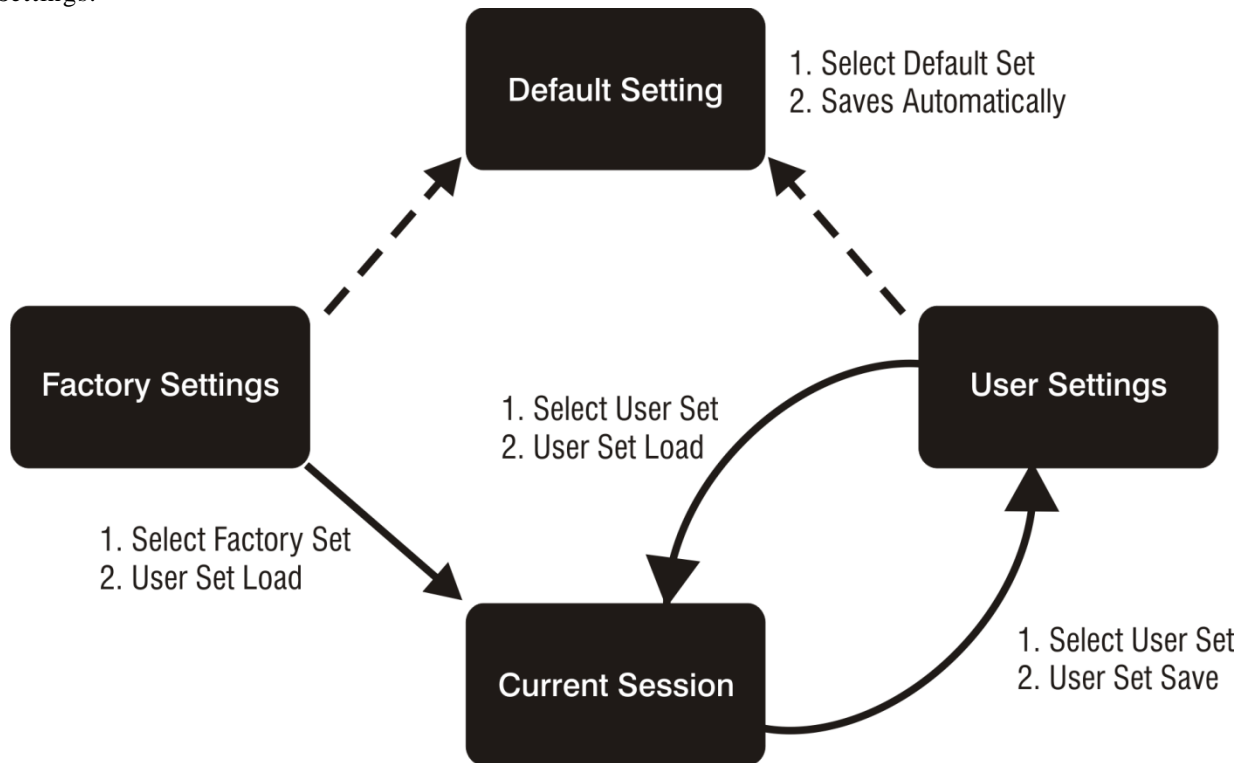 settings.
Default Setting
1. Select Default Set
2. Saves Automatically
Factory Settings
User Settings
1. Select User Set
2. User Set Load
1. Select Factory Set
2. User Set Load
Current Session
1. Select User Set
2. User Set Save